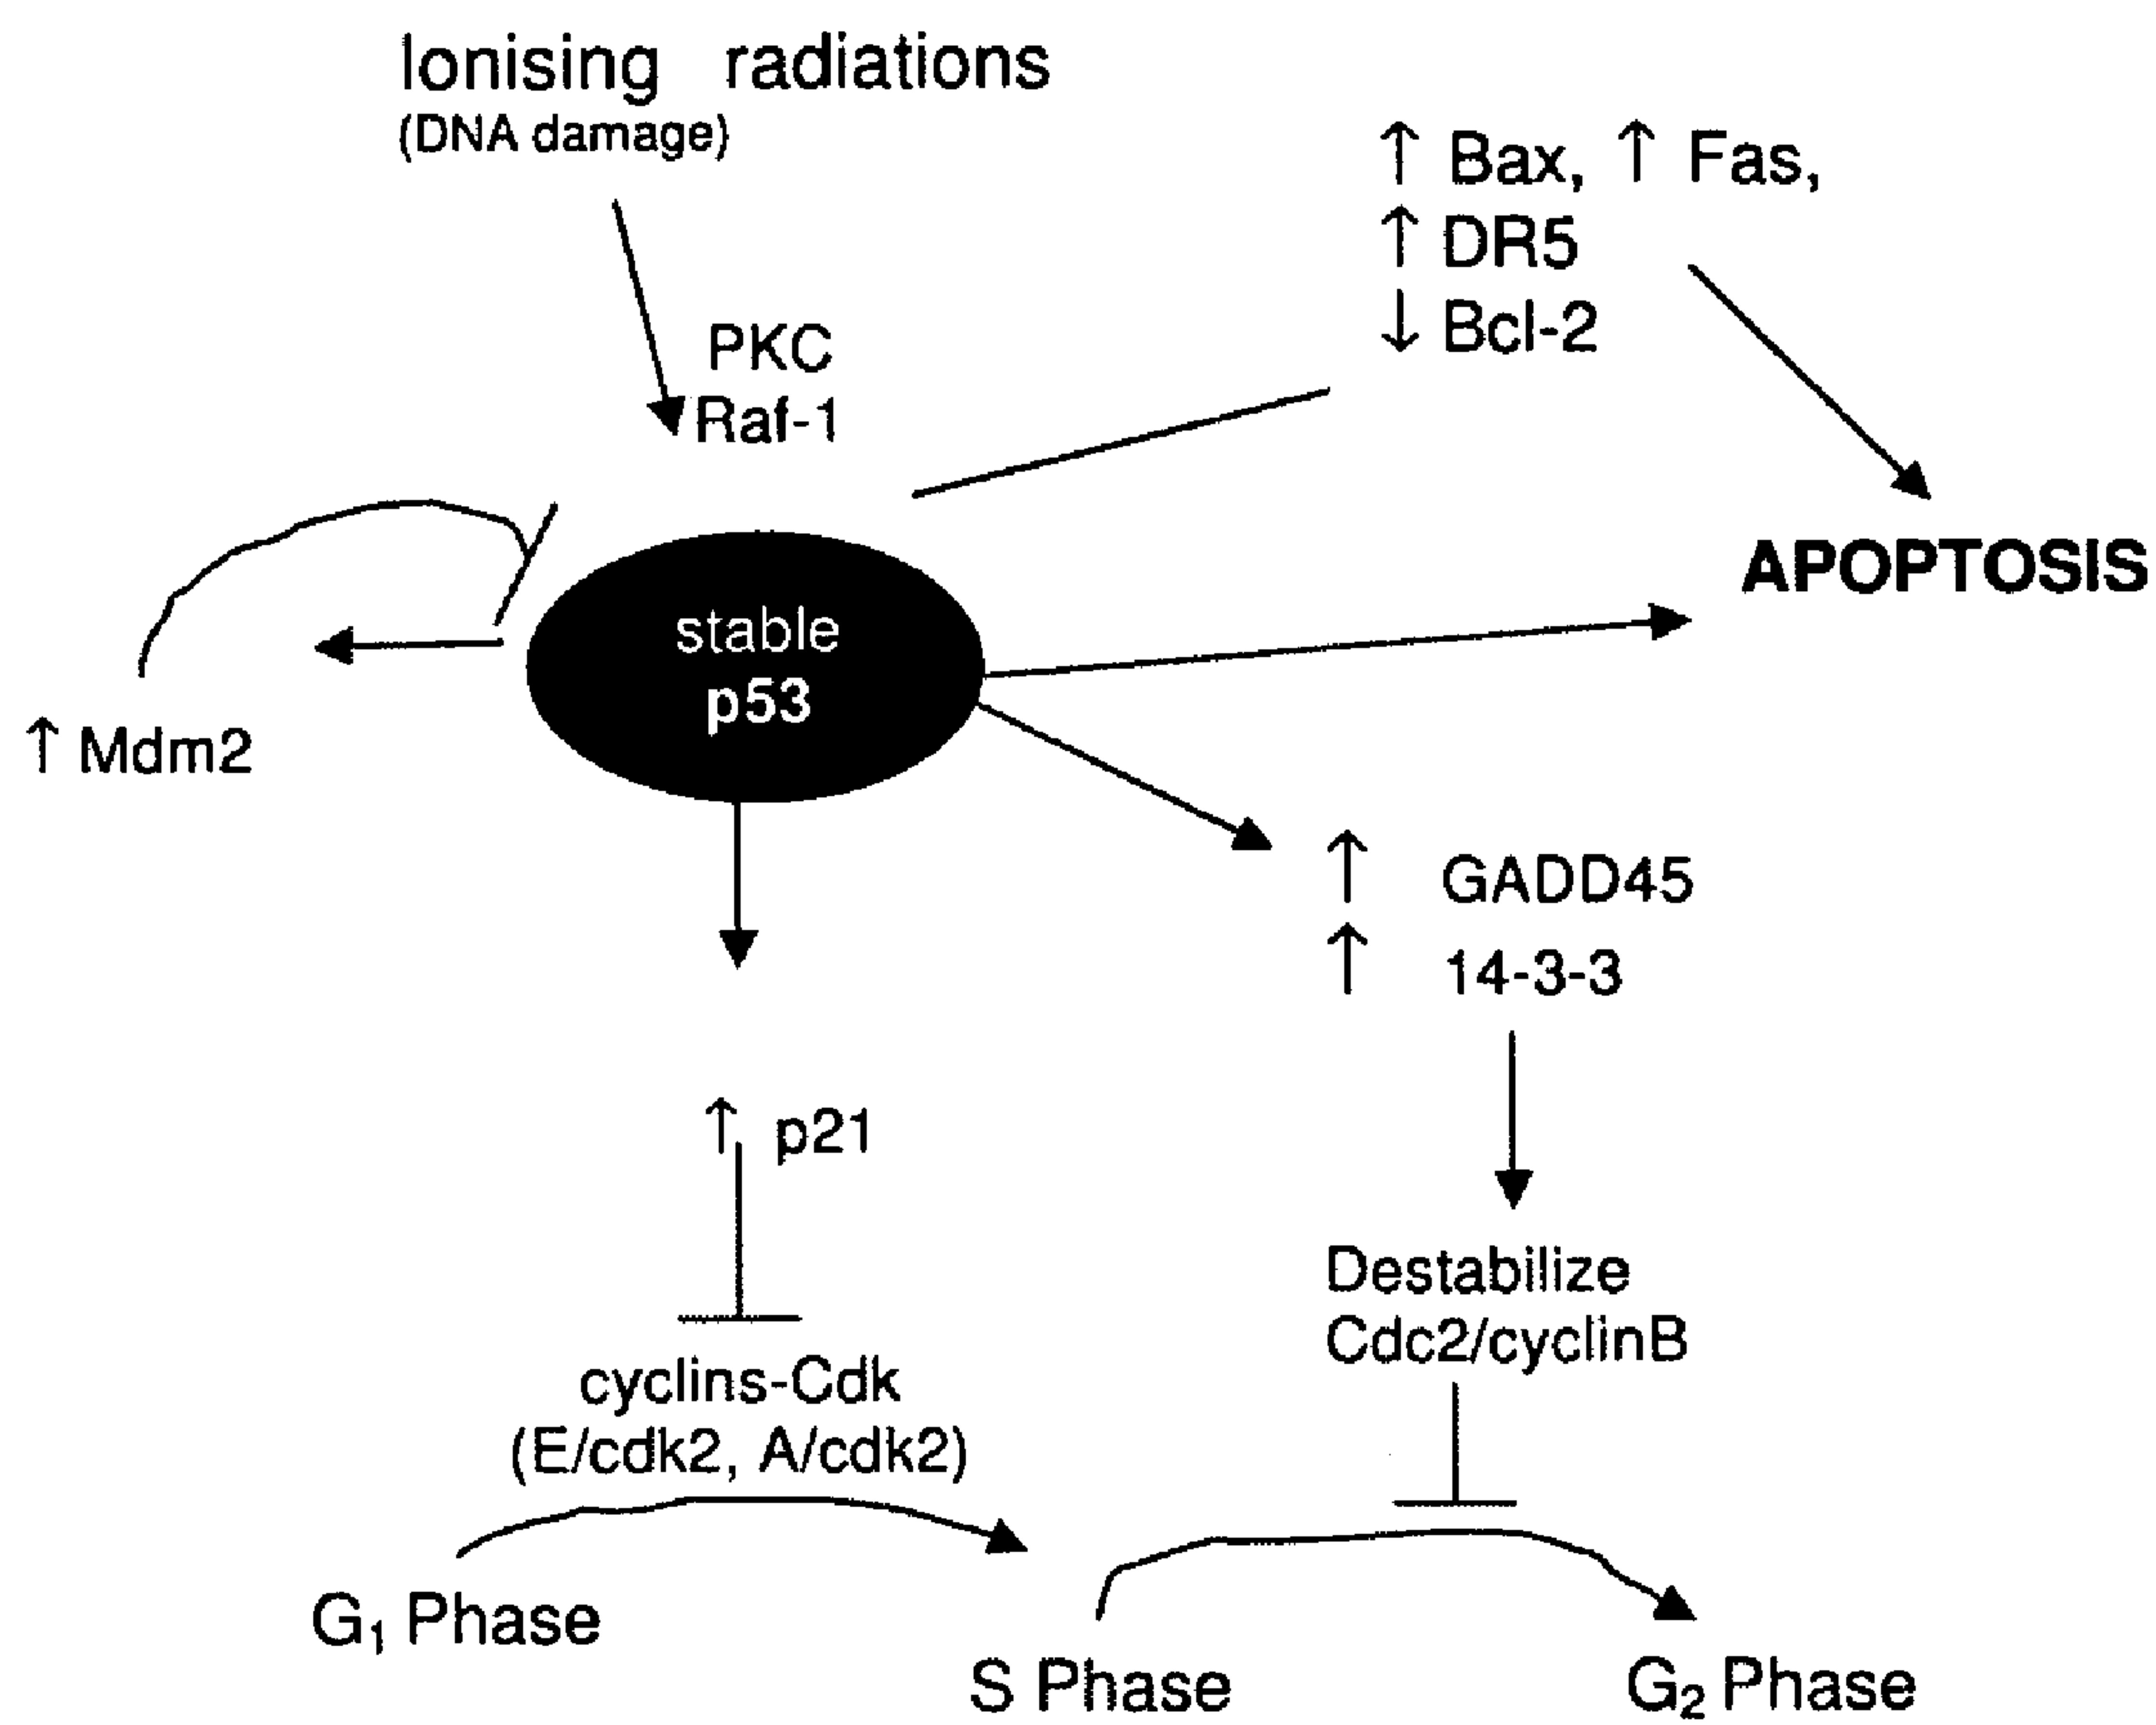 Ionising radiations
(DNA damage)
↑ Bax, ↑ Fas,
↑ DR5
↓ Bcl-2
PKC
Raf-1
APOPTOSIS
stable
p53
↑ Mdm2
↑ GADD45
↑ 14-3-3
↑ p21
Destabilize
Cdc2/cyclinB
cyclins-Cdk
(E/cdk2, A/cdk2)
G₁ Phase
S Phase
G₂ Phase